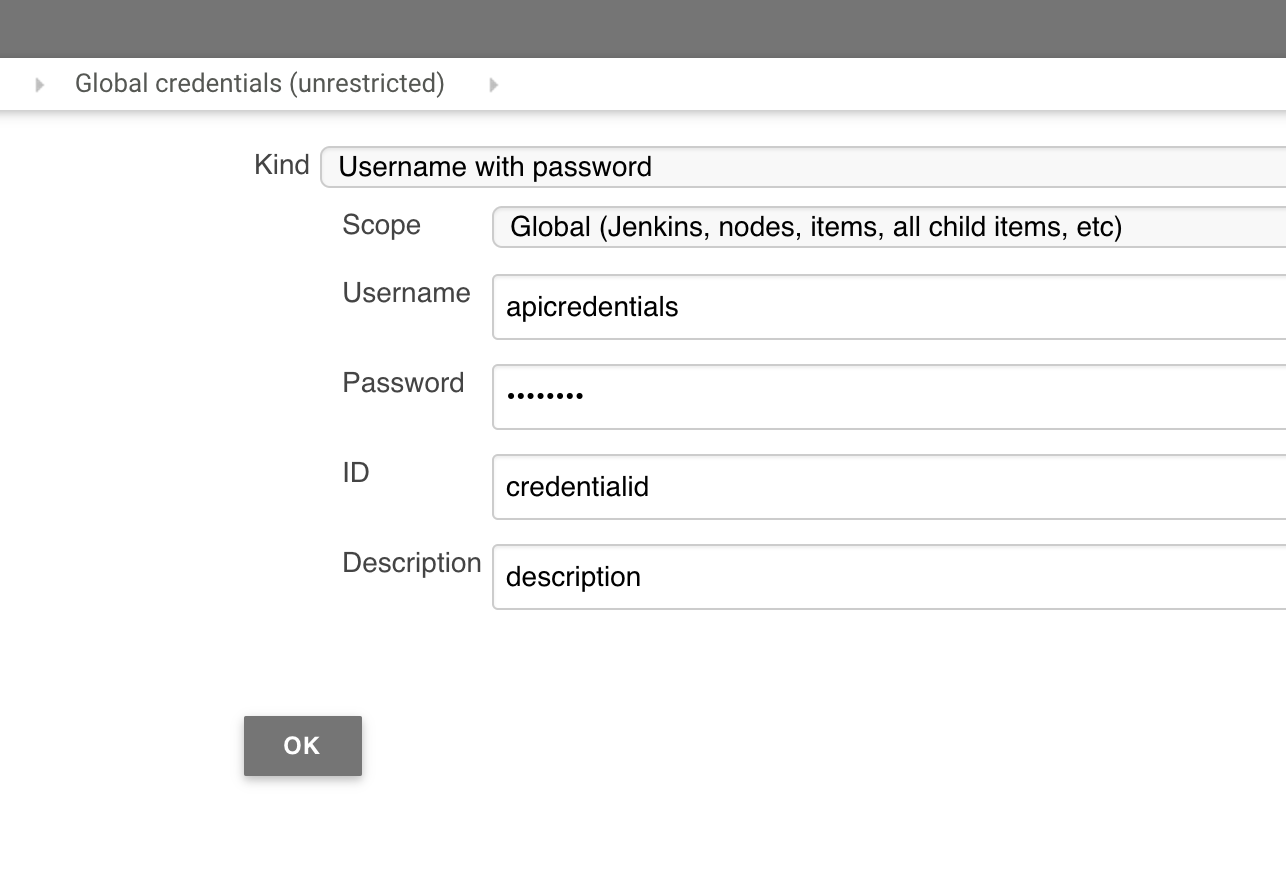 Global credentials (unrestricted)
Kind Username with password
Scope Global (Jenkins, nodes, items, all child items, etc)
Username apicredentials
Password ••••••••
ID credentialid
Description description
OK